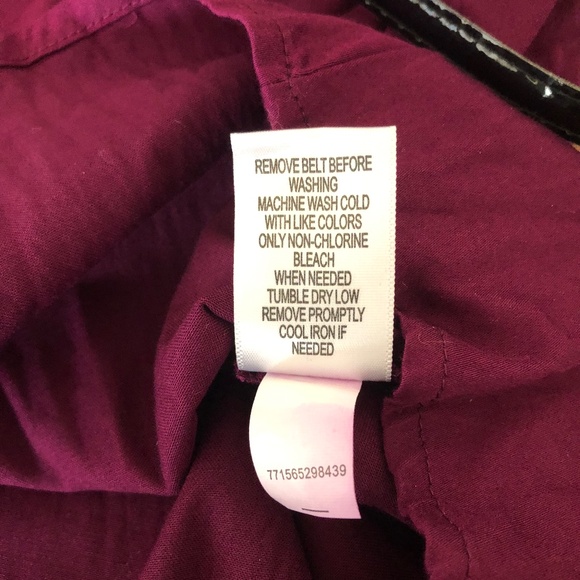 REMOVE BELT BEFORE
WASHING
MACHINE WASH COLD
WITH LIKE COLORS
ONLY NON-CHLORINE
BLEACH
WHEN NEEDED
TUMBLE DRY LOW
REMOVE PROMPTLY
COOL IRON IF
NEEDED
771565298439